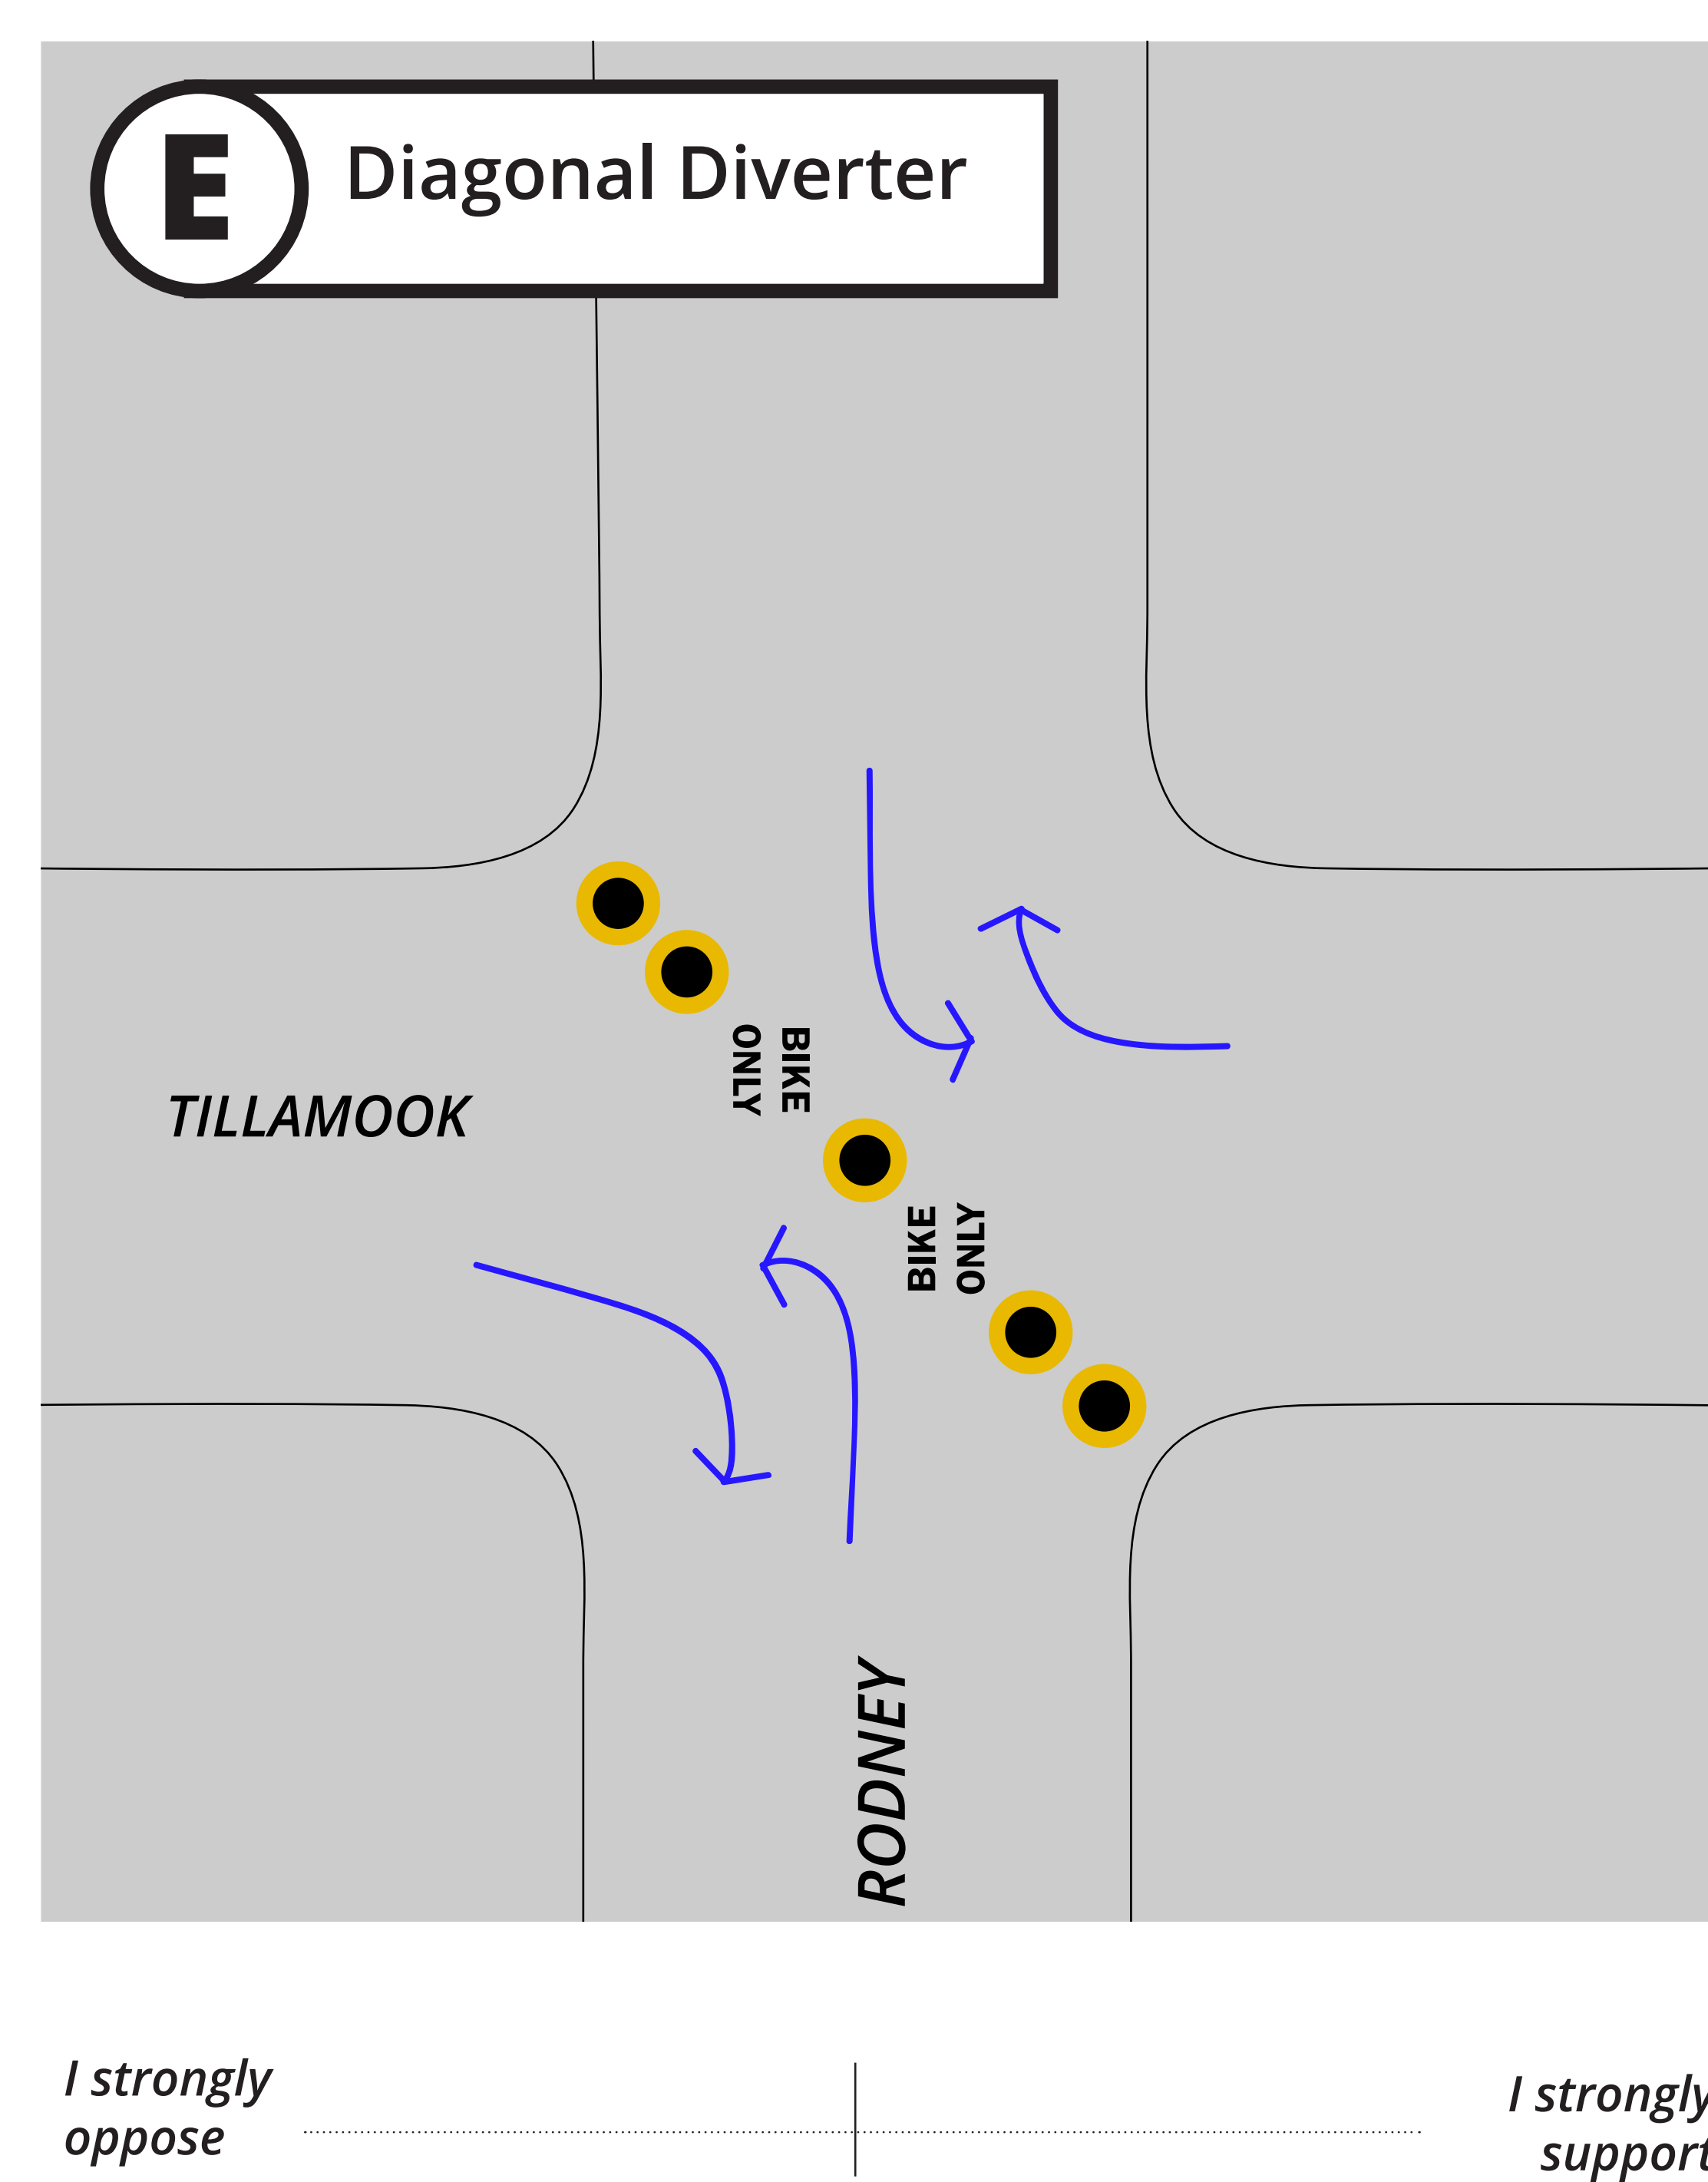 E
Diagonal Diverter
BIKE
ONLY
TILLAMOOK
BIKE
ONLY
RODNEY
I strongly
oppose
I strongly
support